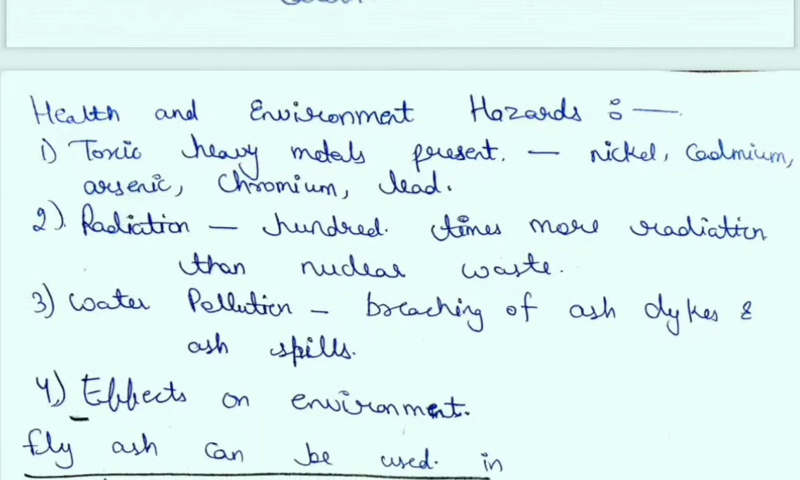 Health and Environment Hazards :—
1) Toxic heavy metals present. — nickel, Cadmium,
arsenic, Chromium, lead.
2) Radiation — hundred times more radiation
than nuclear waste.
3) Water Pollution – breaching of ash dykes &
ash spills.
4) Effects on environment.
fly ash can be used in